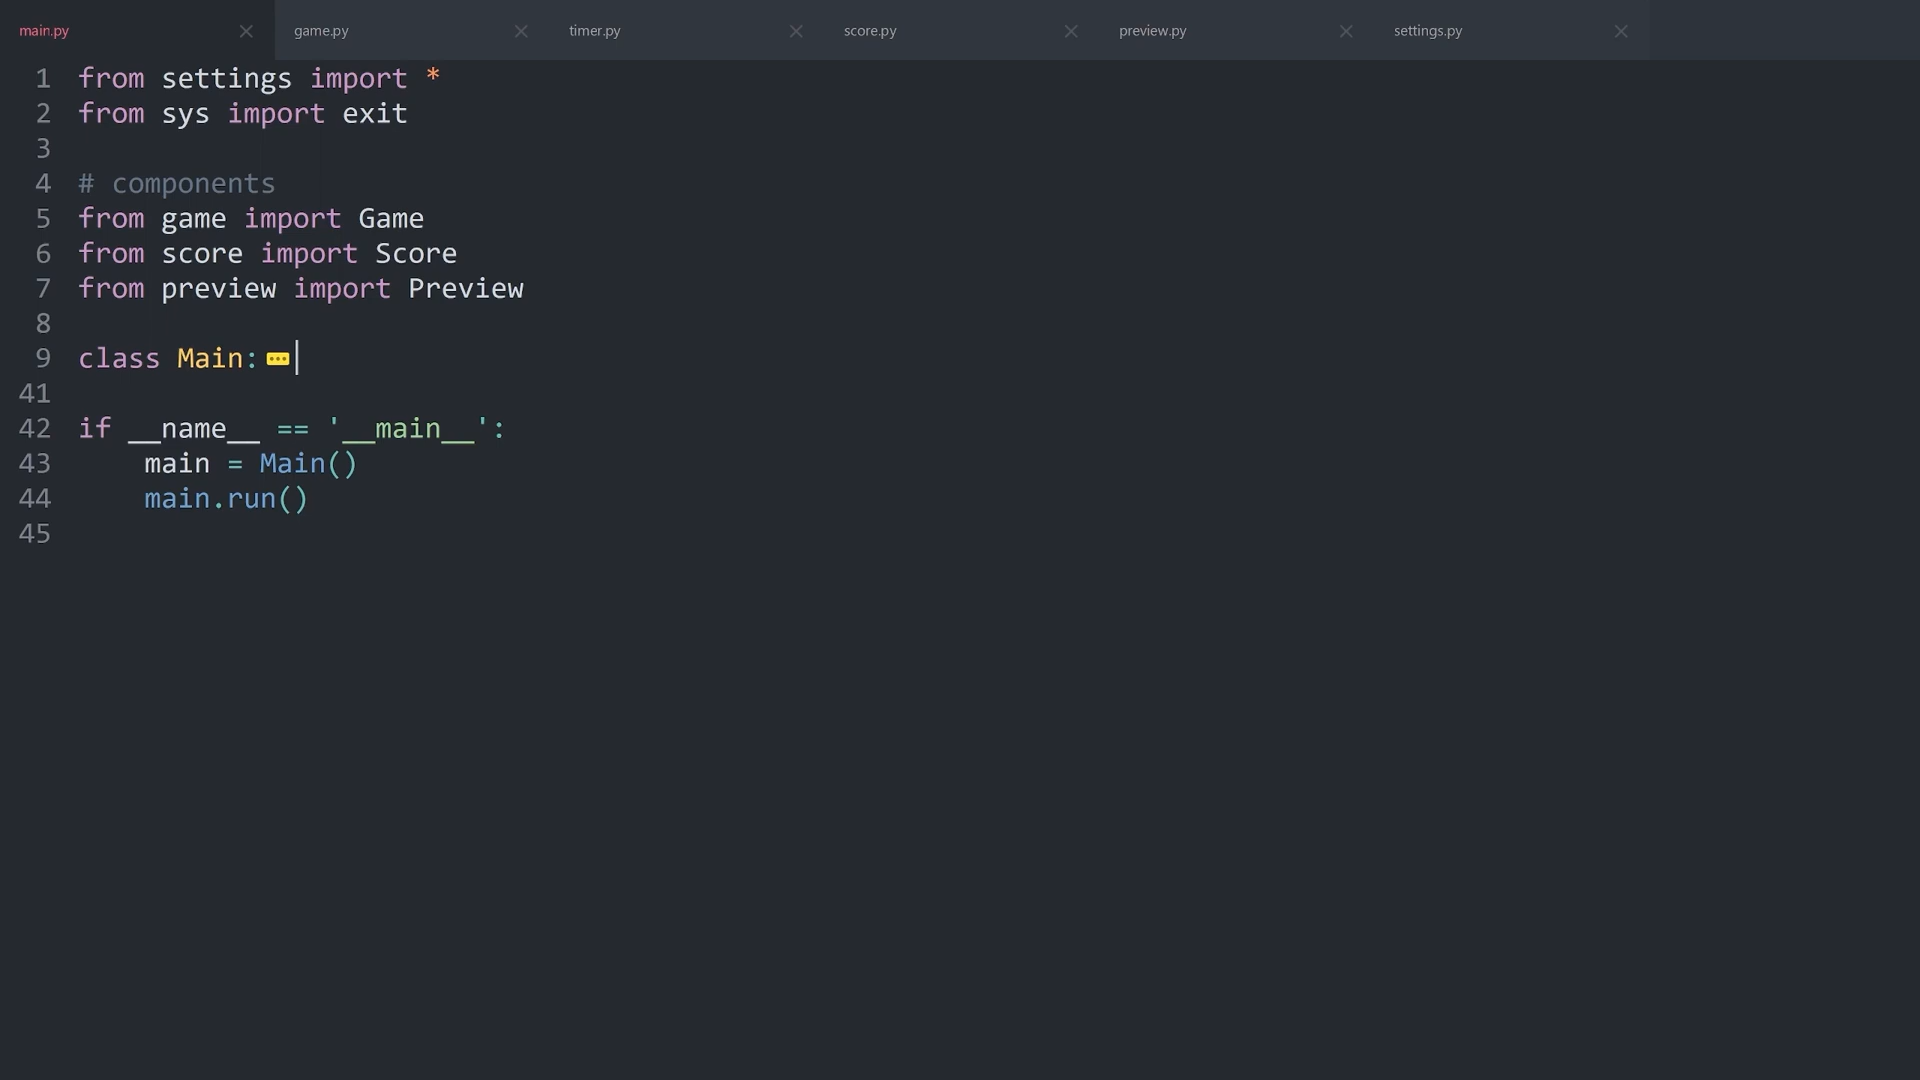 main.py game.py timer.py score.py preview.py settings.py
1 from settings import *
2 from sys import exit
3
4 # components
5 from game import Game
6 from score import Score
7 from preview import Preview
8
9 class Main:
41
42 if __name__ == '__main__':
43     main = Main()
44     main.run()
45